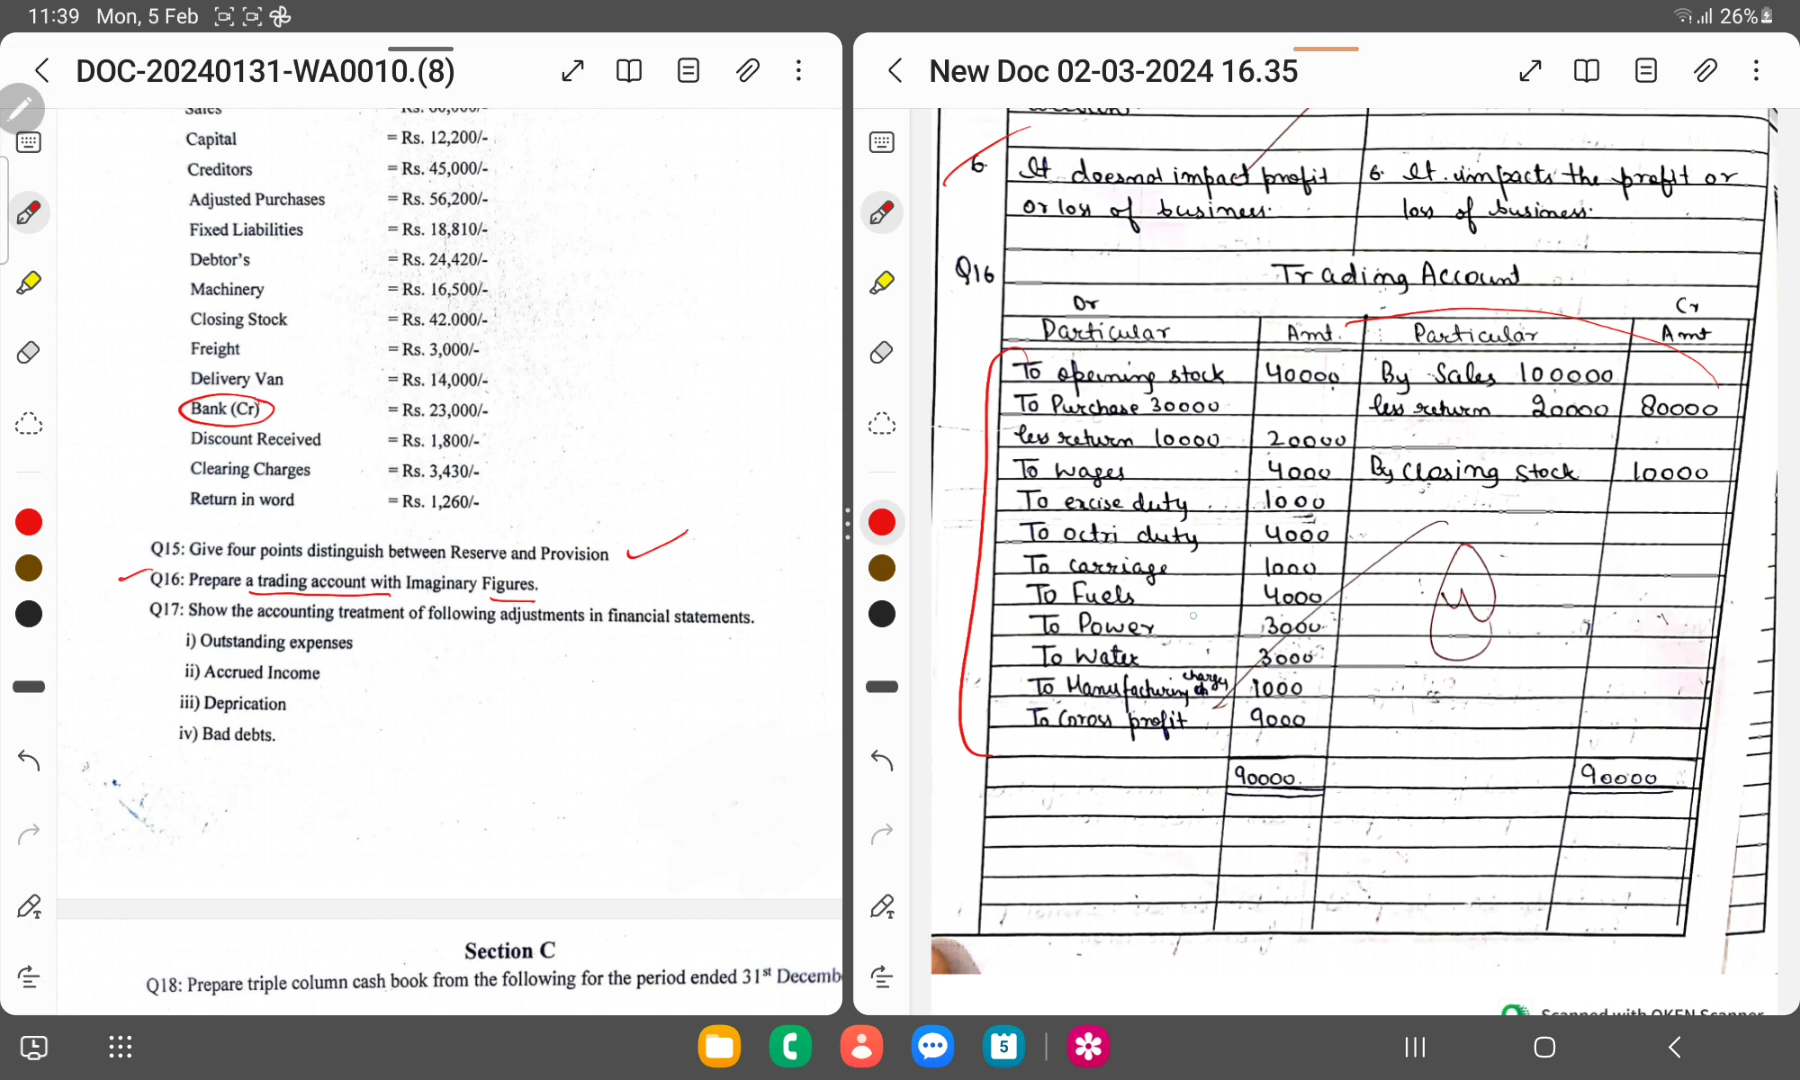 11:39 Mon, 5 Feb
26%
DOC-20240131-WA0010.(8)
Sales = Rs. 60,000/-
Capital = Rs. 12,200/-
Creditors = Rs. 45,000/-
Adjusted Purchases = Rs. 56,200/-
Fixed Liabilities = Rs. 18,810/-
Debtor's = Rs. 24,420/-
Machinery = Rs. 16,500/-
Closing Stock = Rs. 42.000/-
Freight = Rs. 3,000/-
Delivery Van = Rs. 14,000/-
Bank (Cr) = Rs. 23,000/-
Discount Received = Rs. 1,800/-
Clearing Charges = Rs. 3,430/-
Return in word = Rs. 1,260/-
Q15: Give four points distinguish between Reserve and Provision
Q16: Prepare a trading account with Imaginary Figures.
Q17: Show the accounting treatment of following adjustments in financial statements.
i) Outstanding expenses
ii) Accrued Income
iii) Deprication
iv) Bad debts.
Section C
Q18: Prepare triple column cash book from the following for the period ended 31st Decemb
New Doc 02-03-2024 16.35
6. It doesnot impact profit 6. It impacts the profit or
or loss of business. loss of business.
Q16 Trading Account
Dr Cr
Particular Amt. Particular Amt
To opening stock 40000 By Sales 100000
To Purchase 30000 less return 20000 80000
less return 10000 20000
To wages 4000 By Closing Stock 10000
To excise duty 1000
To octri duty 4000
To carriage 1000
To Fuels 4000
To Power 3000
To Water 3000
To Manufacturing charge 1000
To Gross profit 9000
90000 90000
Scanned with OKEN Scanner
5